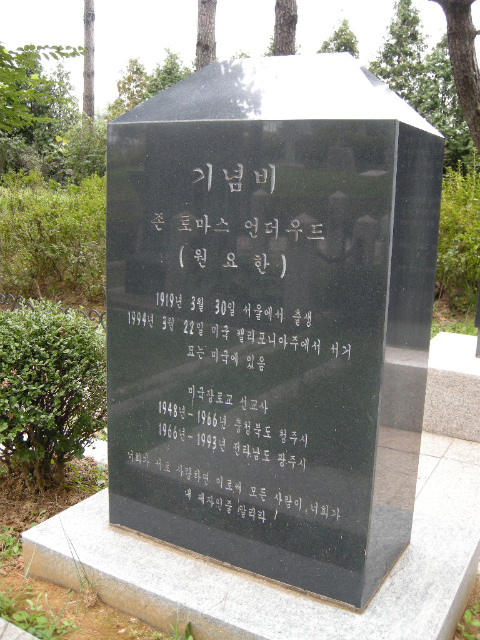 기념비
존 토마스 언더우드
(원요한)
1919년 3월 30일 서울에서 출생
1994년 3월 22일 미국 캘리포니아주에서 서거
묘는 미국에 있음
미국장로교 선교사
1948년-1966년 충청북도 청주시
1966년-1993년 전라남도 광주시
너희가 서로 사랑하면 이로써 모든 사람이, 너희가
내 제자인줄 알리라!